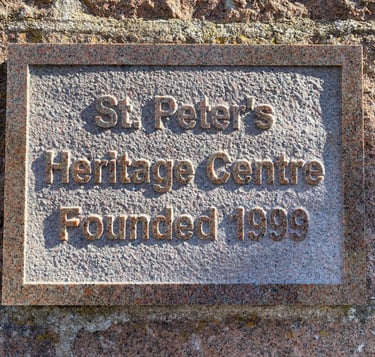 St. Peter's
Heritage Centre
Founded 1999